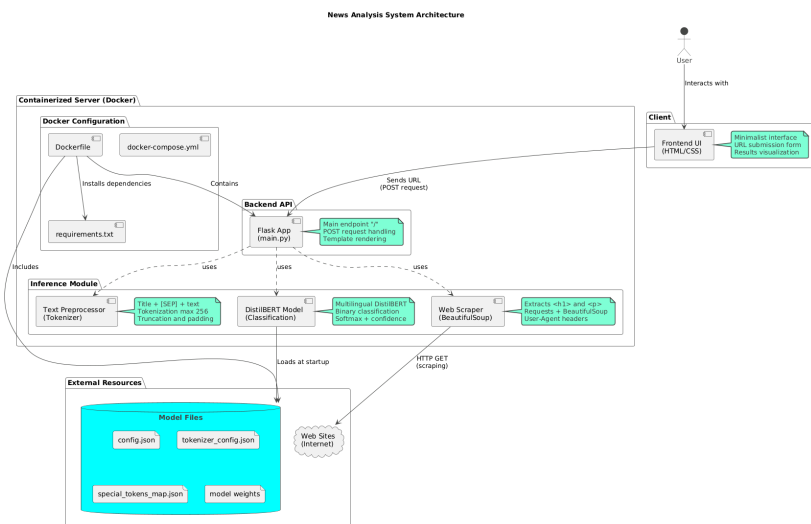 News Analysis System Architecture
User
Interacts with
Containerized Server (Docker)
Docker Configuration
Dockerfile
docker-compose.yml
Client
Frontend UI
(HTML/CSS)
Minimalist interface
URL submission form
Results visualization
Installs dependencies
Contains
Sends URL
(POST request)
requirements.txt
Backend API
Flask App
(main.py)
Main endpoint "/"
POST request handling
Template rendering
Includes
uses
uses
uses
Inference Module
Text Preprocessor
(Tokenizer)
Title + [SEP] + text
Tokenization max 256
Truncation and padding
DistilBERT Model
(Classification)
Multilingual DistilBERT
Binary classification
Softmax + confidence
Web Scraper
(BeautifulSoup)
Extracts <h1> and <p>
Requests + BeautifulSoup
User-Agent headers
Loads at startup
HTTP GET
(scraping)
External Resources
Model Files
config.json
tokenizer_config.json
special_tokens_map.json
model weights
Web Sites
(Internet)